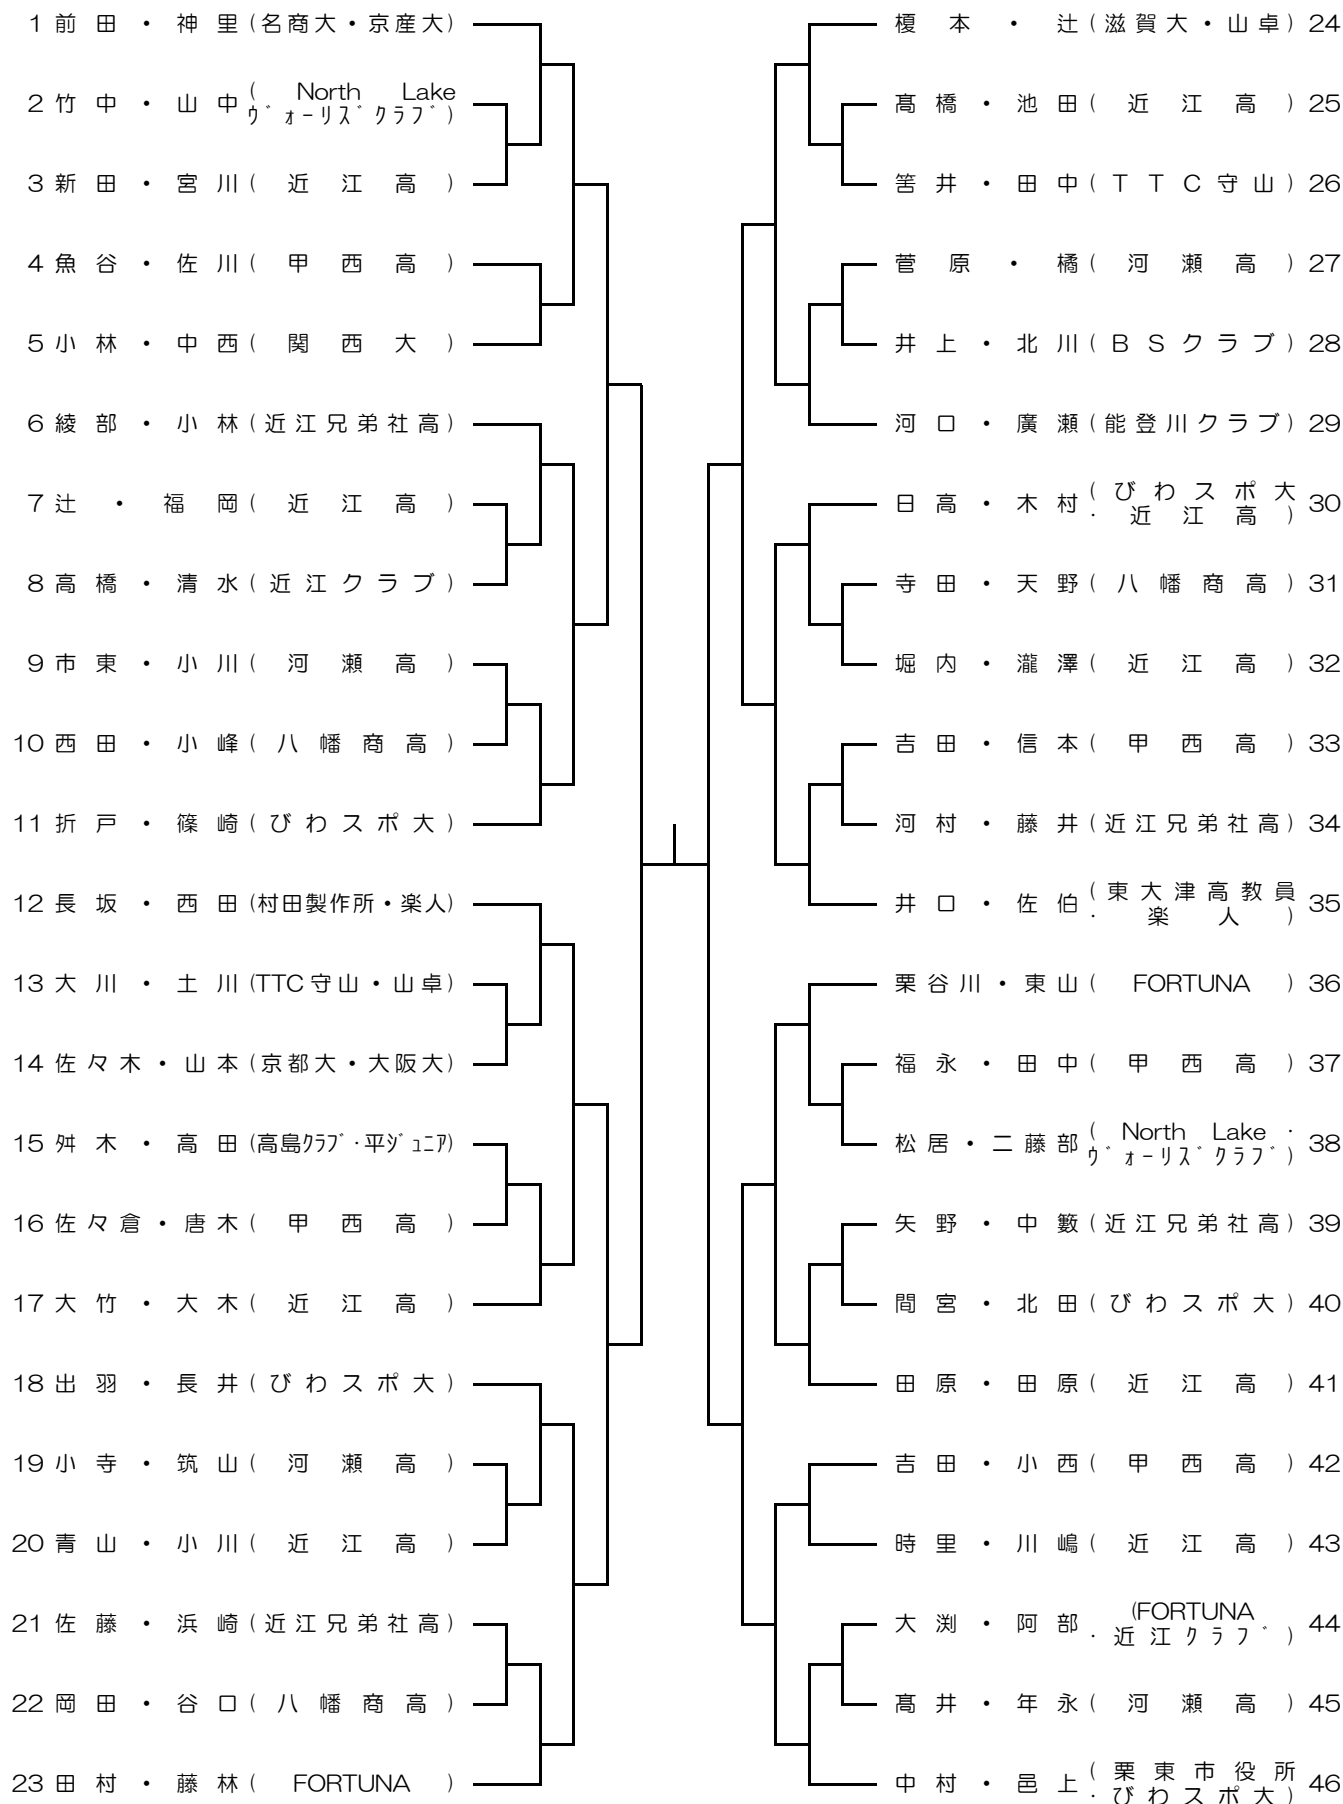 1 前田・神里(名商大・京産大)
2 竹中・山中( North Lake
ヴォーリズクラブ)
3 新田・宮川(近江高)
4 魚谷・佐川(甲西高)
5 小林・中西(関西大)
6 綾部・小林(近江兄弟社高)
7 辻・福岡(近江高)
8 高橋・清水(近江クラブ)
9 市東・小川(河瀬高)
10 西田・小峰(八幡商高)
11 折戸・篠崎(びわスポ大)
12 長坂・西田(村田製作所・楽人)
13 大川・土川(TTC守山・山卓)
14 佐々木・山本(京都大・大阪大)
15 舛木・高田(高島クラブ・平ジュニア)
16 佐々倉・唐木(甲西高)
17 大竹・大木(近江高)
18 出羽・長井(びわスポ大)
19 小寺・筑山(河瀬高)
20 青山・小川(近江高)
21 佐藤・浜崎(近江兄弟社高)
22 岡田・谷口(八幡商高)
23 田村・藤林(FORTUNA)
榎本・辻(滋賀大・山卓) 24
髙橋・池田(近江高) 25
筈井・田中(TTC守山) 26
菅原・橘(河瀬高) 27
井上・北川(BSクラブ) 28
河口・廣瀬(能登川クラブ) 29
日高・木村(びわスポ大
・近江高) 30
寺田・天野(八幡商高) 31
堀内・瀧澤(近江高) 32
吉田・信本(甲西高) 33
河村・藤井(近江兄弟社高) 34
井口・佐伯(東大津高教員
・楽人) 35
栗谷川・東山(FORTUNA) 36
福永・田中(甲西高) 37
松居・二藤部( North Lake ・
ヴォーリズクラブ) 38
矢野・中籔(近江兄弟社高) 39
間宮・北田(びわスポ大) 40
田原・田原(近江高) 41
吉田・小西(甲西高) 42
時里・川嶋(近江高) 43
大渕・阿部(FORTUNA
・近江クラブ) 44
髙井・年永(河瀬高) 45
中村・邑上(栗東市役所
・びわスポ大) 46